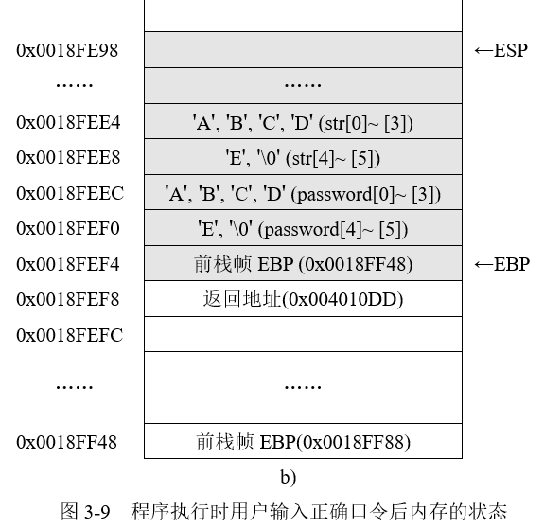 0x0018FE98 ←ESP
…… ……
0x0018FEE4 'A', 'B', 'C', 'D' (str[0]~ [3])
0x0018FEE8 'E', '\0' (str[4]~ [5])
0x0018FEEC 'A', 'B', 'C', 'D' (password[0]~ [3])
0x0018FEF0 'E', '\0' (password[4]~ [5])
0x0018FEF4 前栈帧 EBP (0x0018FF48) ←EBP
0x0018FEF8 返回地址(0x004010DD)
0x0018FEFC
…… ……
0x0018FF48 前栈帧 EBP(0x0018FF88)
b)
图 3-9 程序执行时用户输入正确口令后内存的状态